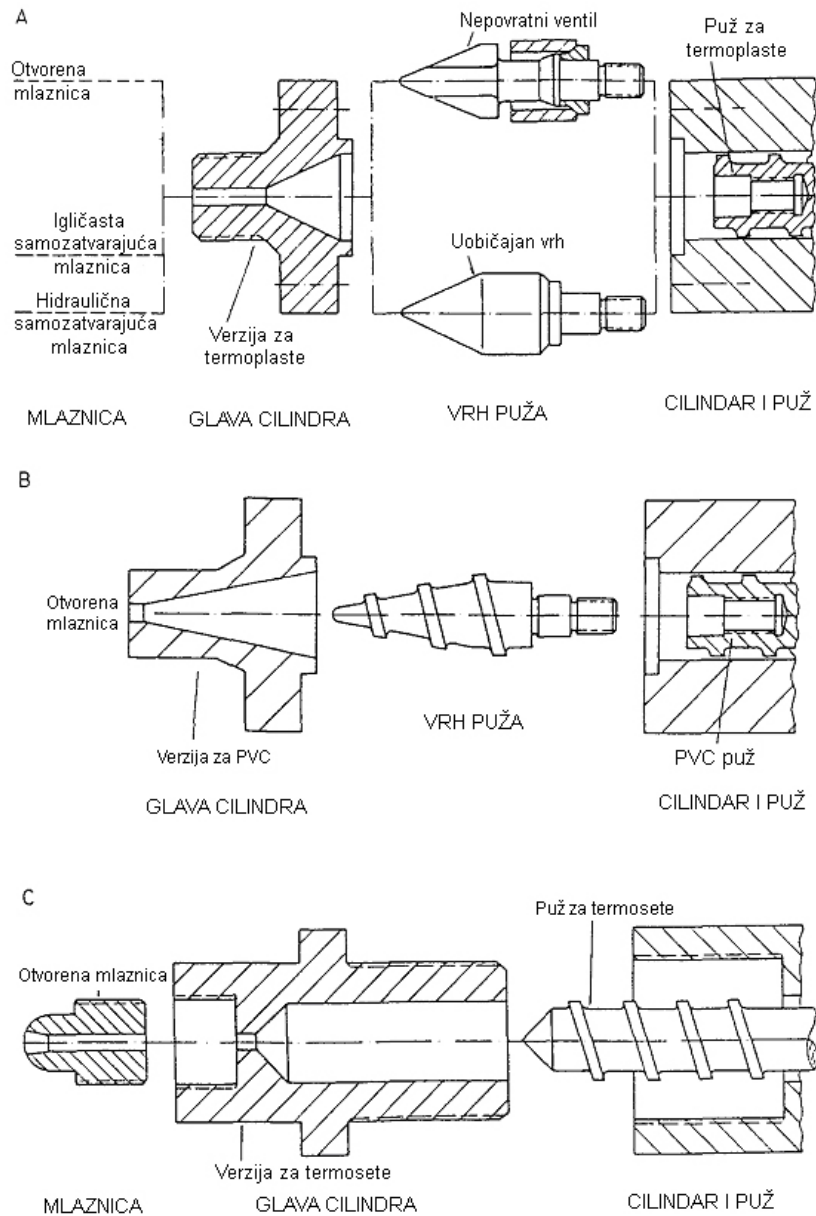 A
Nepovratni ventil
Puž za
termoplaste
Otvorena
mlaznica
Igličasta
samozatvarajuća
mlaznica
Uobičajan vrh
Hidraulična
samozatvarajuća
mlaznica
Verzija za
termoplaste
MLAZNICA
GLAVA CILINDRA
VRH PUŽA
CILINDAR I PUŽ
B
Otvorena
mlaznica
VRH PUŽA
Verzija za PVC
PVC puž
GLAVA CILINDRA
CILINDAR I PUŽ
C
Puž za termosete
Otvorena mlaznica
Verzija za termosete
MLAZNICA
GLAVA CILINDRA
CILINDAR I PUŽ